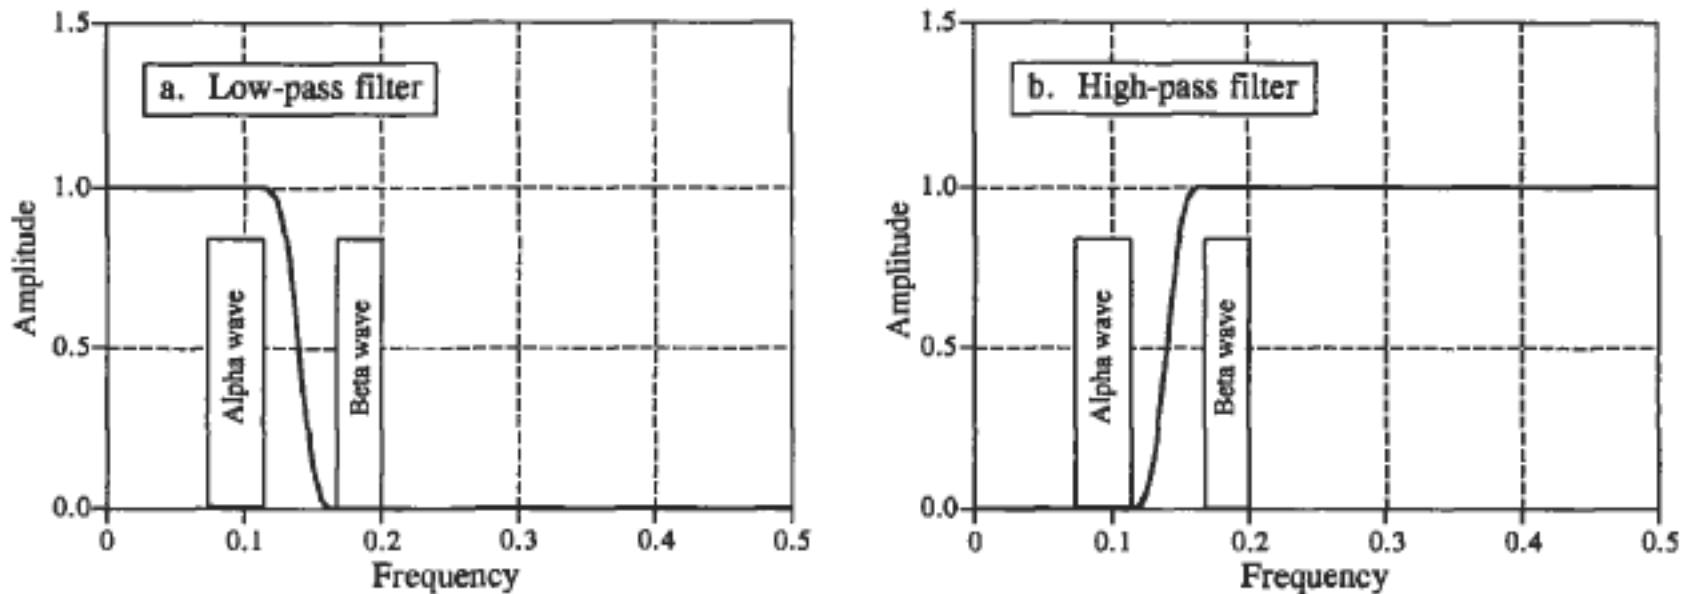 a. Low-pass filter
1.5
1.0
0.5
0.0
Amplitude
Alpha wave
Beta wave
0 0.1 0.2 0.3 0.4 0.5
Frequency
b. High-pass filter
1.5
1.0
0.5
0.0
Amplitude
Alpha wave
Beta wave
0 0.1 0.2 0.3 0.4 0.5
Frequency